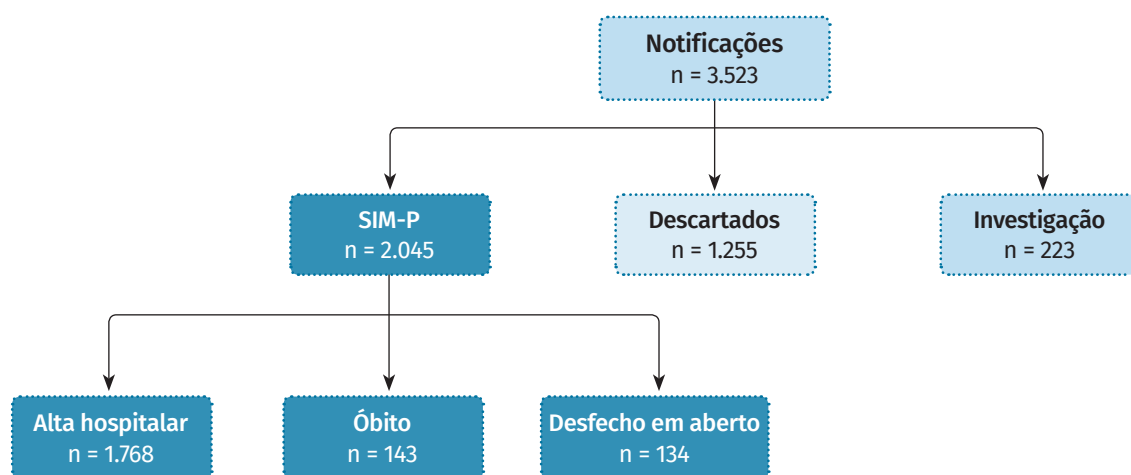 Notificações
n = 3.523
SIM-P
n = 2.045
Descartados
n = 1.255
Investigação
n = 223
Alta hospitalar
n = 1.768
Óbito
n = 143
Desfecho em aberto
n = 134